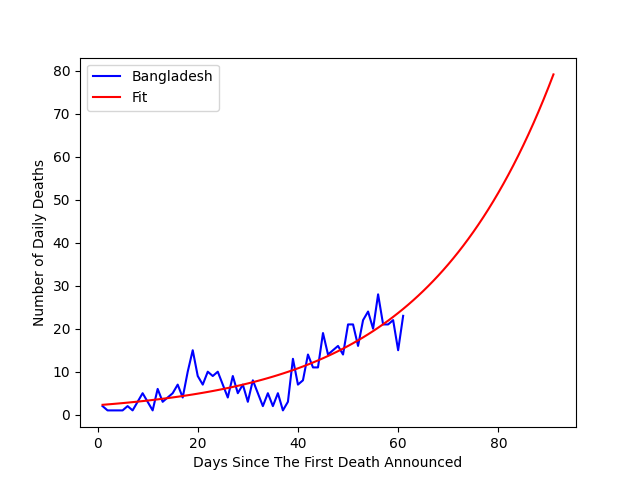 Bangladesh
Fit
80
70
60
50
40
30
20
10
0
Number of Daily Deaths
0 20 40 60 80
Days Since The First Death Announced